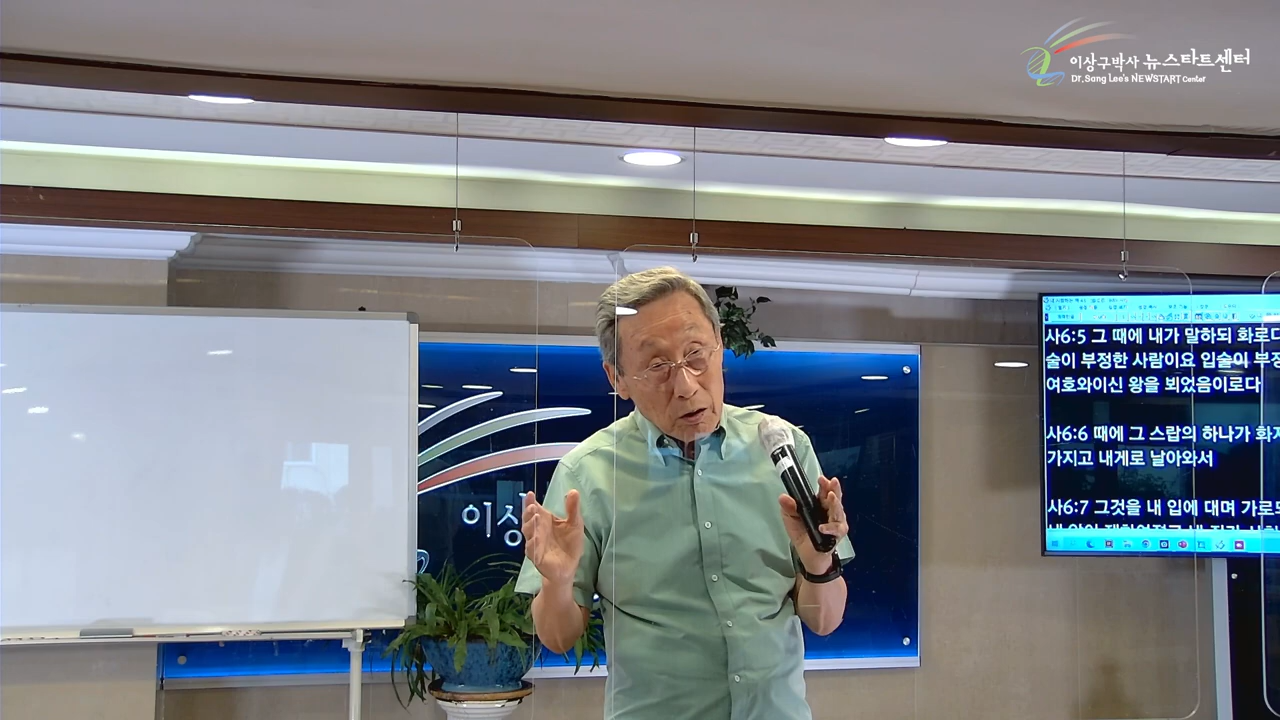 이상구박사 뉴스타트센터
Dr. Sang Lee's NEWSTART Center
사6:5 그 때에 내가 말하되 화로다
술이 부정한 사람이요 입술이 부정
여호와이신 왕을 뵈었음이로다
사6:6 때에 그 스랍의 하나가 화저
가지고 내게로 날아와서
사6:7 그것을 내 입에 대며 가로되
이상